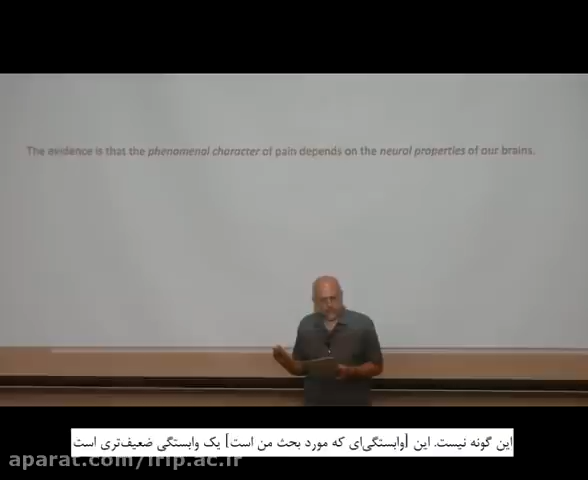 The evidence is that the phenomenal character of pain depends on the neural properties of our brains.
این گونه نیست. این [وابستگی‌ای که مورد بحث من است] یک وابستگی ضعیف‌تری است
aparat.com/irip.ac.ir